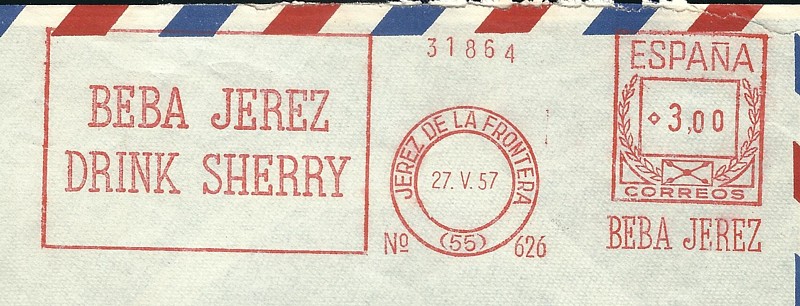 BEBA JEREZ
DRINK SHERRY
31864
JEREZ DE LA FRONTERA
27. V. 57
(55)
Nº 626
ESPAÑA
3,00
CORREOS
BEBA JEREZ